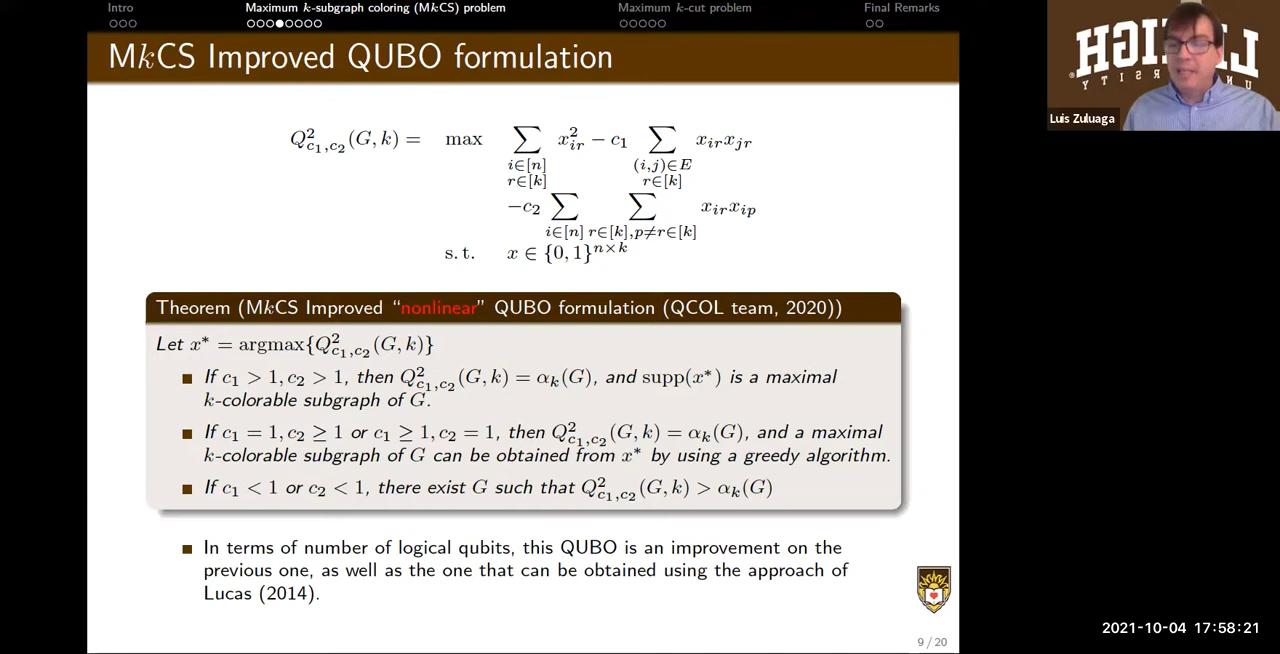 Intro
Maximum k-subgraph coloring (MkCS) problem
Maximum k-cut problem
Final Remarks
MkCS Improved QUBO formulation
Q²_{c₁,c₂}(G, k) = max ∑_{i∈[n] r∈[k]} x²_{ir} − c₁ ∑_{(i,j)∈E r∈[k]} x_{ir}x_{jr}
−c₂ ∑_{i∈[n]} ∑_{r∈[k],p≠r∈[k]} x_{ir}x_{ip}
s. t. x ∈ {0, 1}^{n×k}
Theorem (MkCS Improved “nonlinear” QUBO formulation (QCOL team, 2020))
Let x* = argmax{Q²_{c₁,c₂}(G, k)}
If c₁ > 1, c₂ > 1, then Q²_{c₁,c₂}(G, k) = α_k(G), and supp(x*) is a maximal
k-colorable subgraph of G.
If c₁ = 1, c₂ ≥ 1 or c₁ ≥ 1, c₂ = 1, then Q²_{c₁,c₂}(G, k) = α_k(G), and a maximal
k-colorable subgraph of G can be obtained from x* by using a greedy algorithm.
If c₁ < 1 or c₂ < 1, there exist G such that Q²_{c₁,c₂}(G, k) > α_k(G)
In terms of number of logical qubits, this QUBO is an improvement on the
previous one, as well as the one that can be obtained using the approach of
Lucas (2014).
9 / 20
LEHIGH
UNIVERSITY
Luis Zuluaga
2021-10-04 17:58:21